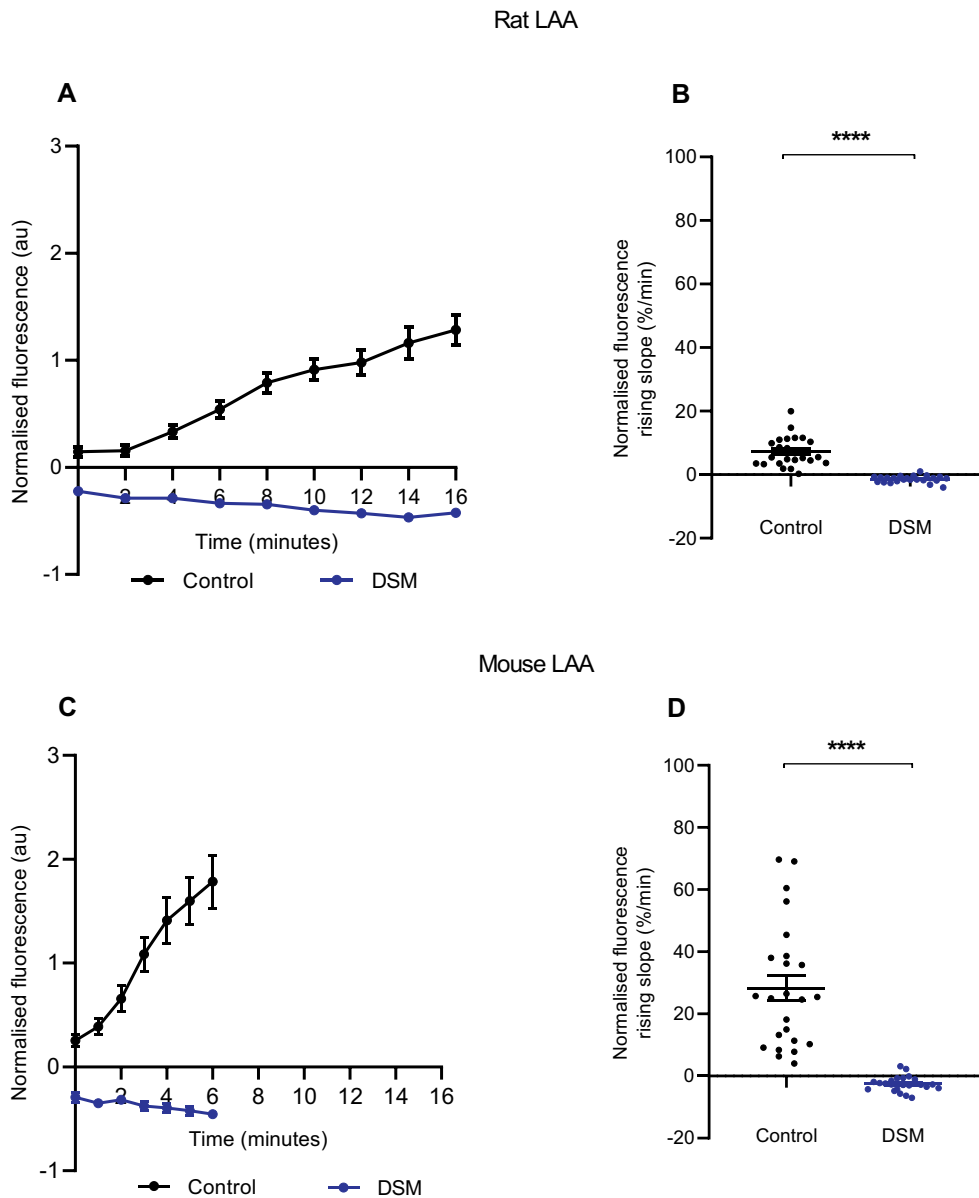 Rat LAA
A
B
3
2
1
0
-1
Normalised fluorescence (au)
2 4 6 8 10 12 14 16
Time (minutes)
Control DSM
****
100
80
60
40
20
0
-20
Normalised fluorescence
rising slope (%/min)
Control DSM
Mouse LAA
C
D
3
2
1
0
-1
Normalised fluorescence (au)
2 4 6 8 10 12 14 16
Time (minutes)
Control DSM
****
100
80
60
40
20
0
-20
Normalised fluorescence
rising slope (%/min)
Control DSM